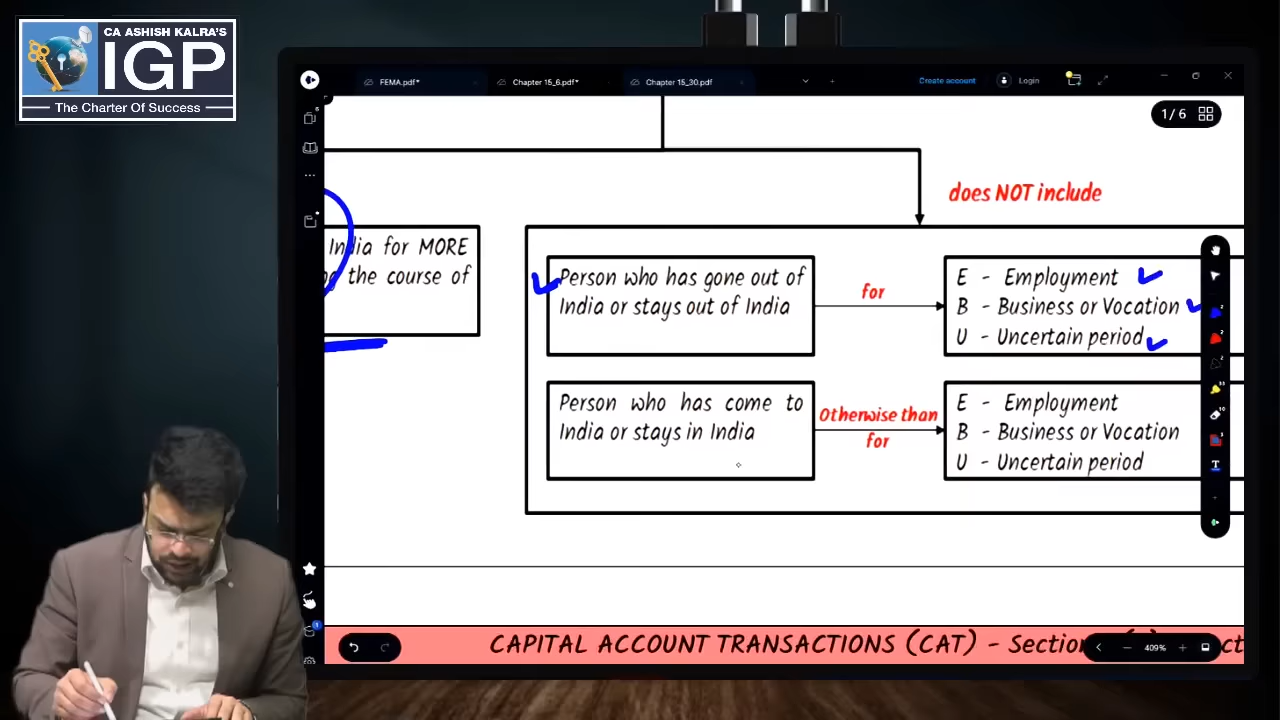 CA ASHISH KALRA'S
IGP
The Charter Of Success
FEMA.pdf*
Chapter 15_6.pdf*
Chapter 15_30.pdf
Create account
Login
1/6
does NOT include
India for MORE
the course of
Person who has gone out of
India or stays out of India
for
E - Employment
B - Business or Vocation
U - Uncertain period
Person who has come to
India or stays in India
Otherwise than
for
E - Employment
B - Business or Vocation
U - Uncertain period
CAPITAL ACCOUNT TRANSACTIONS (CAT) - Section
409%